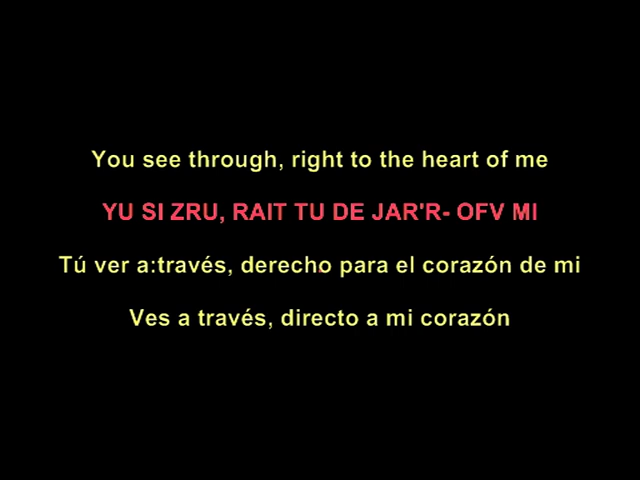 You see through, right to the heart of me
YU SI ZRU, RAIT TU DE JAR'R- OFV MI
Tú ver a:través, derecho para el corazón de mi
Ves a través, directo a mi corazón